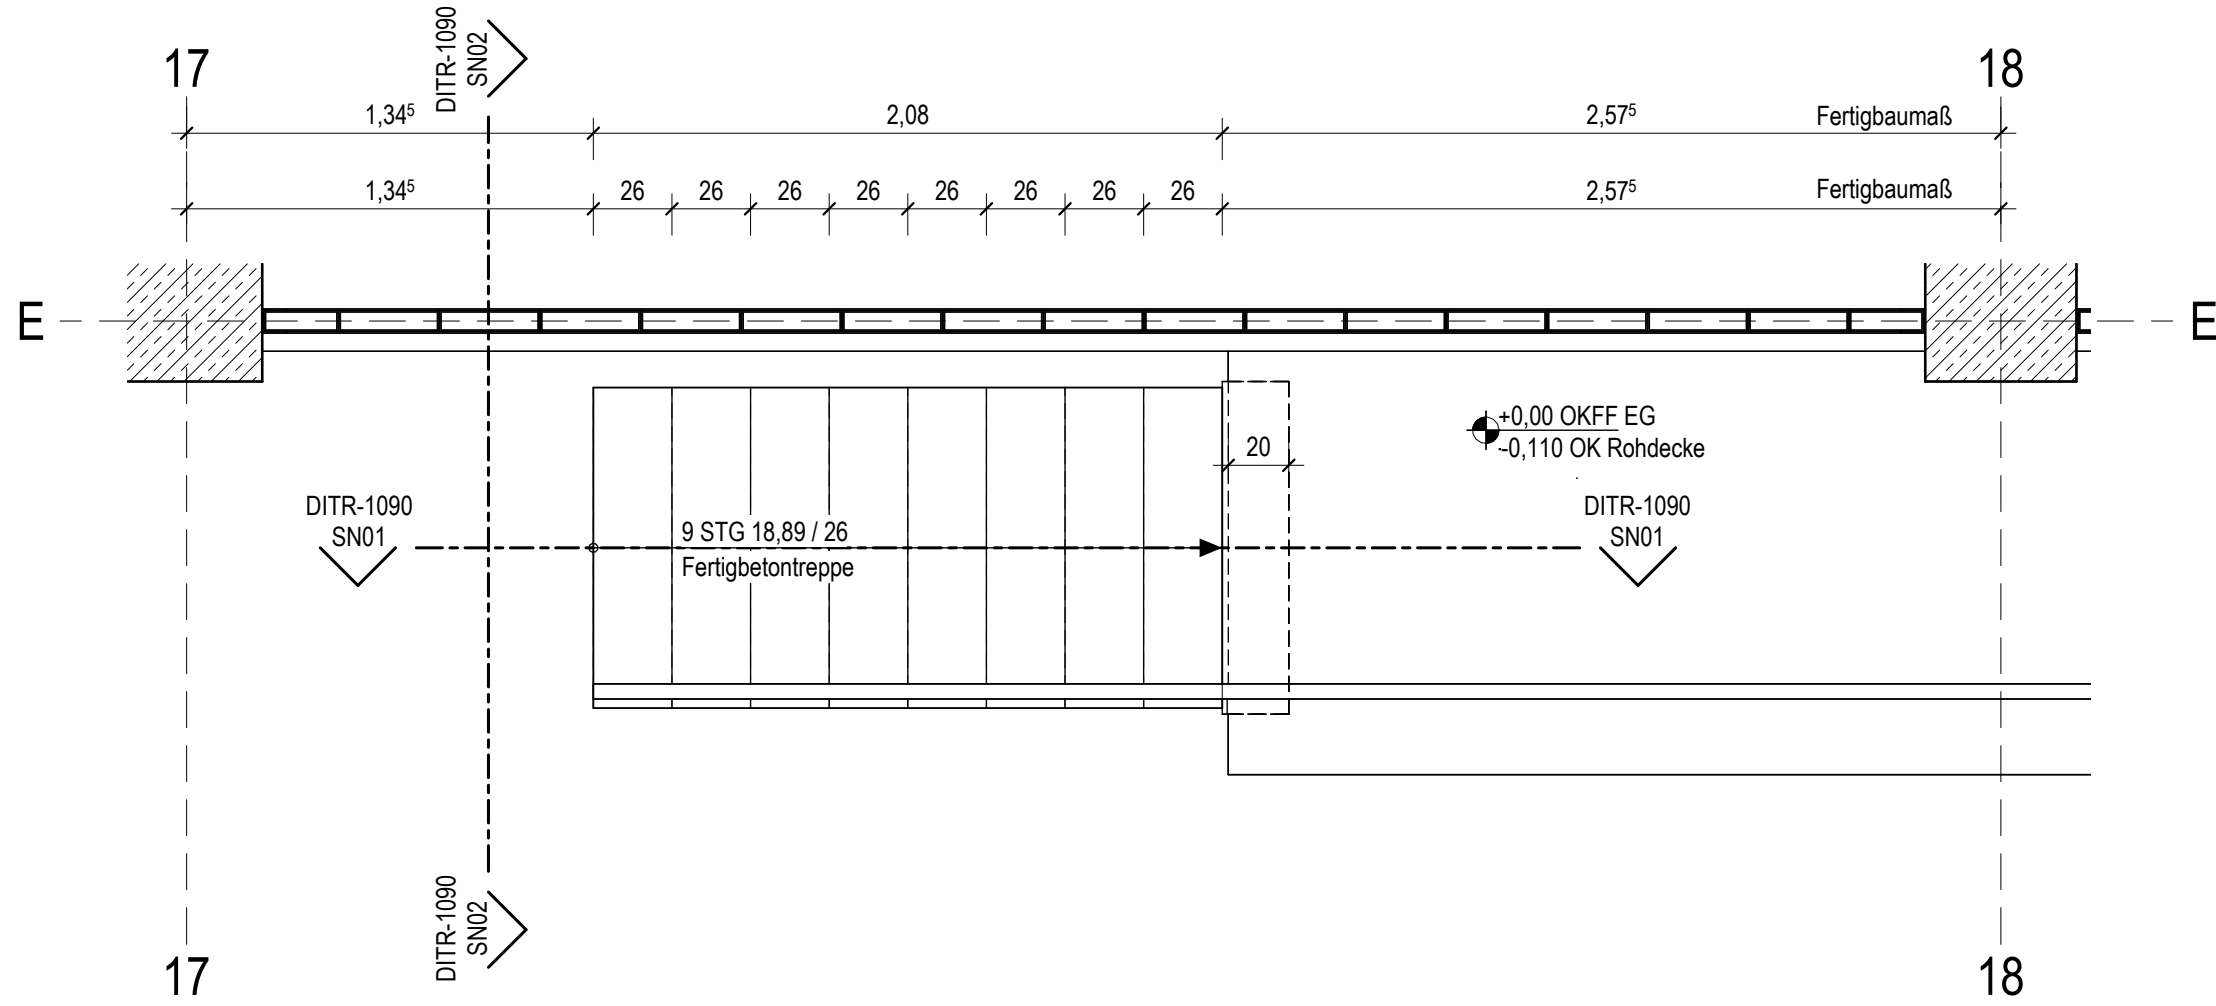 DITR-1090
SN02
17
18
1,34⁵
2,08
2,57⁵
Fertigbaumaß
1,34⁵
26
26
26
26
26
26
26
26
2,57⁵
Fertigbaumaß
E
E
+0,00 OKFF EG
-0,110 OK Rohdecke
20
DITR-1090
SN01
9 STG 18,89 / 26
Fertigbetontreppe
DITR-1090
SN01
DITR-1090
SN02
17
18